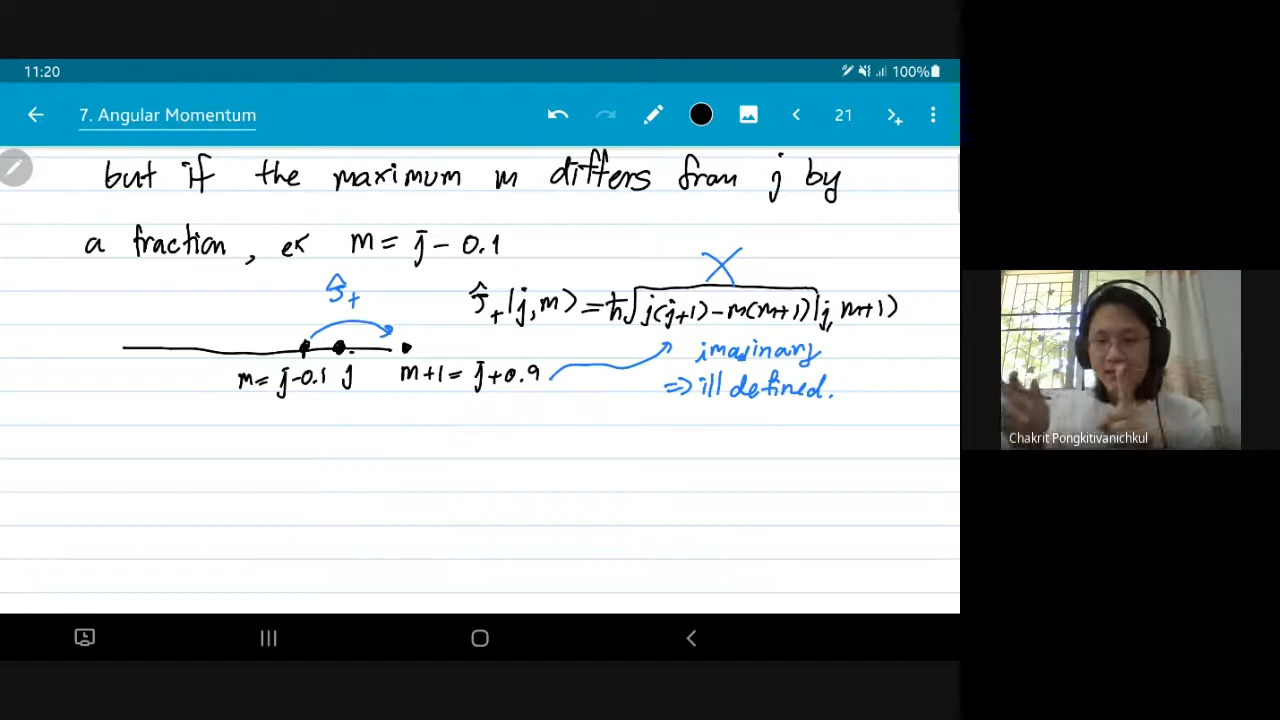 11:20
100%
7. Angular Momentum
21
but if the maximum m differs from j by
a fraction, ex m = j - 0.1
Ĵ₊
Ĵ₊|j,m⟩ = ħ√j(j+1) - m(m+1) |j, m+1⟩
m = j-0.1 j m+1 = j+0.9
imaginary
⇒ ill defined.
Chakrit Pongkitivanichkul